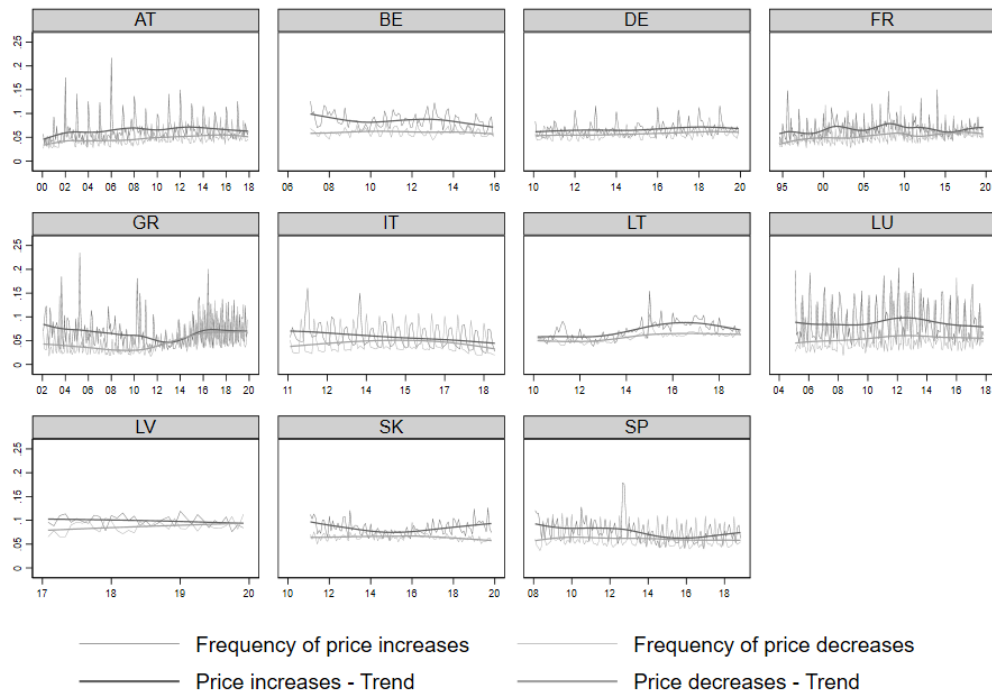 AT BE DE FR
.25
.2
.15
.1
.05
0
00 02 04 06 08 10 12 14 16 18
06 08 10 12 14 16
10 12 14 16 18 20
95 00 05 10 15 20
GR IT LT LU
.25
.2
.15
.1
.05
0
02 04 06 08 10 12 14 16 18 20
11 12 13 14 15 16 17 18
10 12 14 16 18
04 06 08 10 12 14 16 18
LV SK SP
.25
.2
.15
.1
.05
0
17 18 19 20
10 12 14 16 18 20
08 10 12 14 16 18
Frequency of price increases Frequency of price decreases
Price increases - Trend Price decreases - Trend